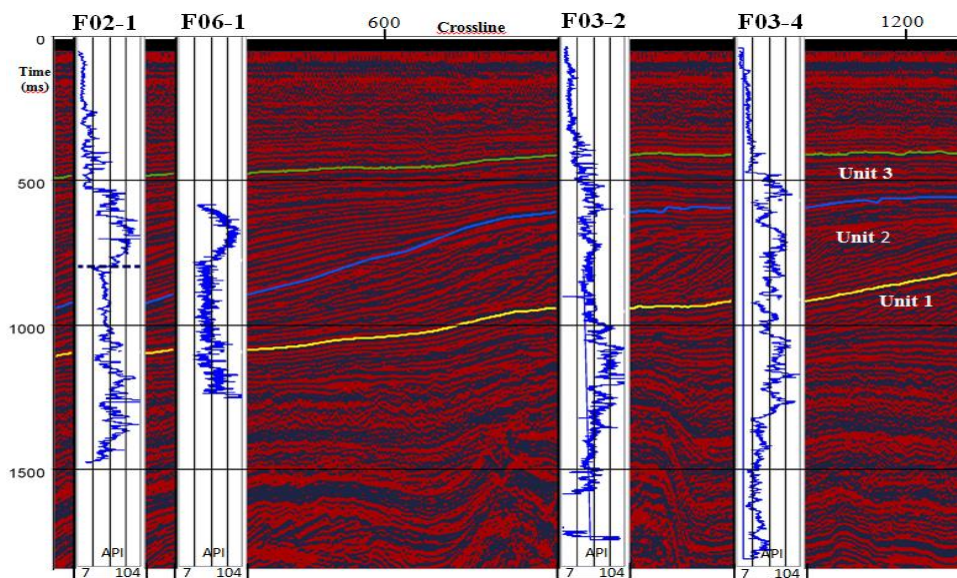 F02-1 F06-1 600 Crossline F03-2 F03-4 1200
0
Time
(ms)
500
Unit 3
Unit 2
Unit 1
1000
1500
API API API API
7 104 7 104 7 104 7 104